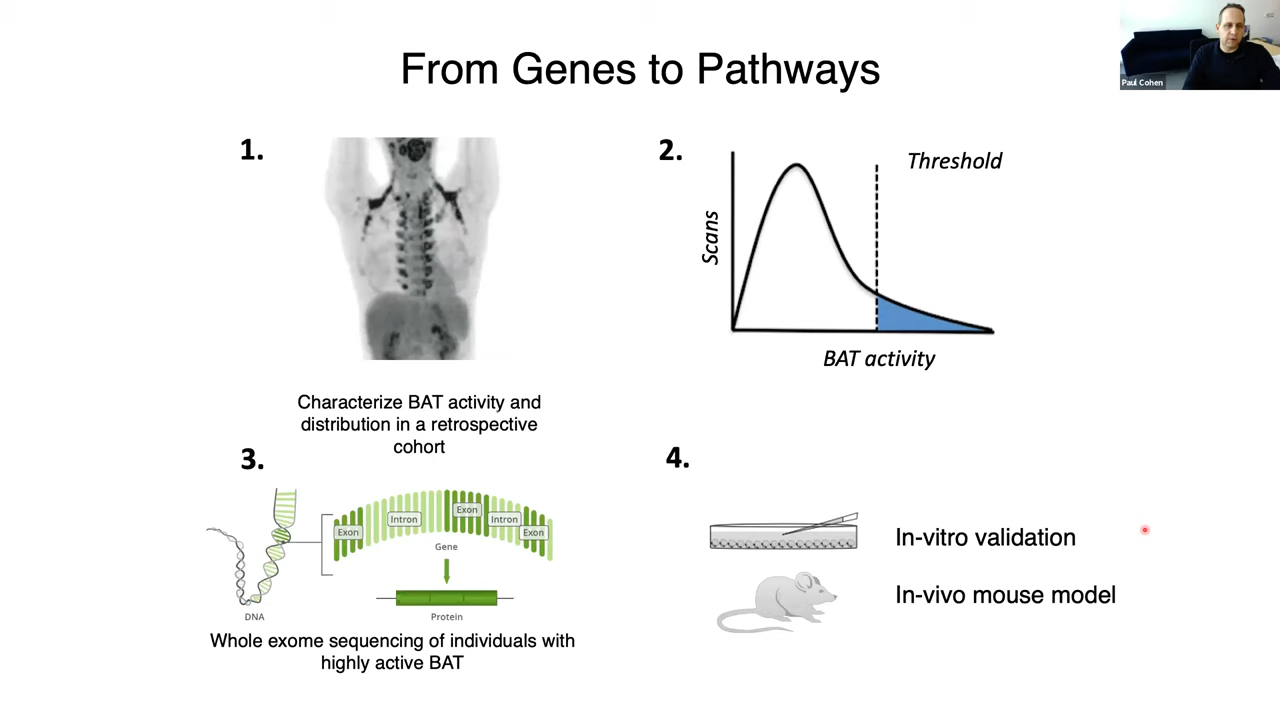 From Genes to Pathways
Paul Cohen
1.
Characterize BAT activity and
distribution in a retrospective
cohort
2.
Threshold
Scans
BAT activity
3.
Exon
Intron
Exon
Intron
Exon
Gene
DNA
Protein
Whole exome sequencing of individuals with
highly active BAT
4.
In-vitro validation
In-vivo mouse model